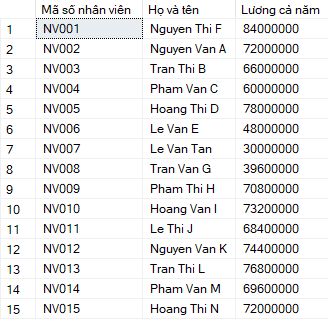 Mã số nhân viên Họ và tên Lương cả năm
1 NV001 Nguyen Thi F 84000000
2 NV002 Nguyen Van A 72000000
3 NV003 Tran Thi B 66000000
4 NV004 Pham Van C 60000000
5 NV005 Hoang Thi D 78000000
6 NV006 Le Van E 48000000
7 NV007 Le Van Tan 30000000
8 NV008 Tran Van G 39600000
9 NV009 Pham Thi H 70800000
10 NV010 Hoang Van I 73200000
11 NV011 Le Thi J 68400000
12 NV012 Nguyen Van K 74400000
13 NV013 Tran Thi L 76800000
14 NV014 Pham Van M 69600000
15 NV015 Hoang Thi N 72000000